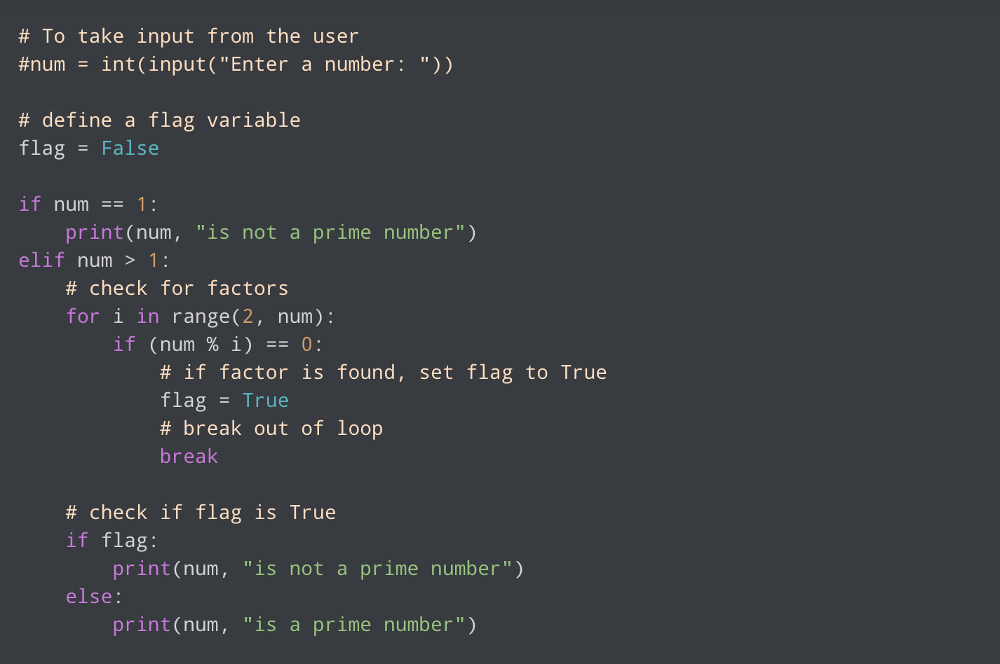 # To take input from the user
#num = int(input("Enter a number: "))

# define a flag variable
flag = False

if num == 1:
    print(num, "is not a prime number")
elif num > 1:
    # check for factors
    for i in range(2, num):
        if (num % i) == 0:
            # if factor is found, set flag to True
            flag = True
            # break out of loop
            break

    # check if flag is True
    if flag:
        print(num, "is not a prime number")
    else:
        print(num, "is a prime number")